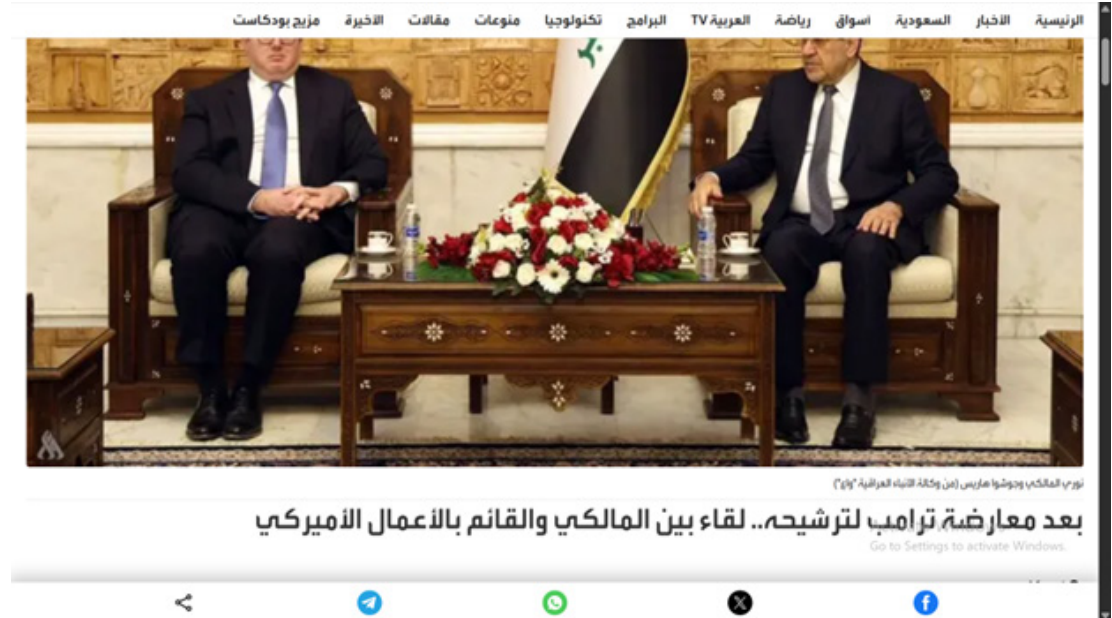 الرئيسية الأخبار السعودية أسواق رياضة العربية TV البرامج تكنولوجيا منوعات مقالات الأخيرة مزيج بودكاست
نوري المالكي وجوشوا هاريس (من وكالة الأنباء العراقية "واع")
بعد معارضة ترامب لترشيحه.. لقاء بين المالكي والقائم بالأعمال الأميركي
Go to Settings to activate Windows.